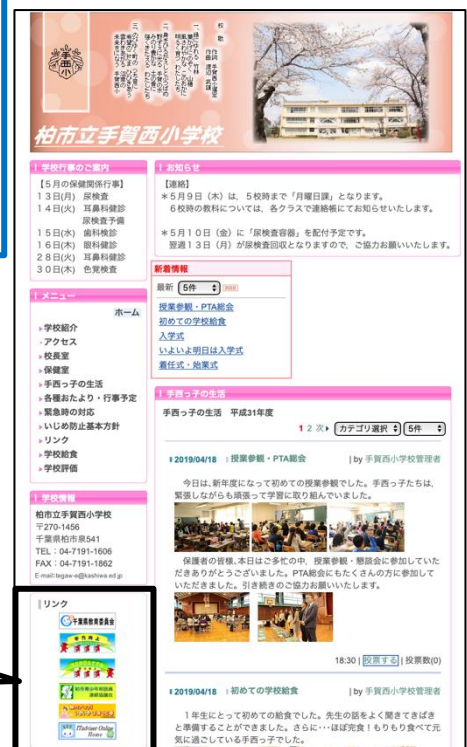 校歌
柏市立手賀西小学校
学校行事のご案内
【5月の保健関係行事】
13日(月) 尿検査
14日(火) 耳鼻科健診
尿検査予備
15日(水) 歯科検診
16日(木) 眼科健診
28日(火) 耳鼻科健診
30日(木) 色覚検査
メニュー
ホーム
学校紹介
アクセス
校長室
保健室
手西っ子の生活
各種おたより・行事予定
緊急時の対応
いじめ防止基本方針
リンク
学校給食
学校評価
学校情報
柏市立手賀西小学校
〒270-1456
千葉県柏市泉541
TEL：04-7191-1606
FAX：04-7191-1862
E-mail:tegaw-e@kashiwa.ed.jp
リンク
千葉県教育委員会
お知らせ
【連絡】
＊5月9日（木）は、5校時まで「月曜日課」となります。
6校時の教科については、各クラスで連絡帳にてお知らせいたします。
＊5月10日（金）に「尿検査容器」を配付予定です。
翌週13日（月）が尿検査回収となりますので、ご協力お願いいたします。
新着情報
最新 5件
授業参観・PTA総会
初めての学校給食
入学式
いよいよ明日は入学式
着任式・始業式
手西っ子の生活
手西っ子の生活 平成31年度
1 2 次 カテゴリ選択 5件
2019/04/18 授業参観・PTA総会 | by 手賀西小学校管理者
今日は、新年度になって初めての授業参観でした。手西っ子たちは、
緊張しながらも頑張って学習に取り組んでいました。
保護者の皆様、本日はご多忙の中、授業参観・懇談会に参加していた
だきありがとうございました。PTA総会にもたくさんの方に参加して
いただきました。引き続きのご協力お願いします。
18:30 | 投票する | 投票数(0)
2019/04/18 初めての学校給食 | by 手賀西小学校管理者
1年生にとって初めての給食でした。先生の話をよく聞きてきぱき
と準備することができました。さらに・・・ほぼ完食！もりもり食べて元
気に過ごしている手西っ子でした。